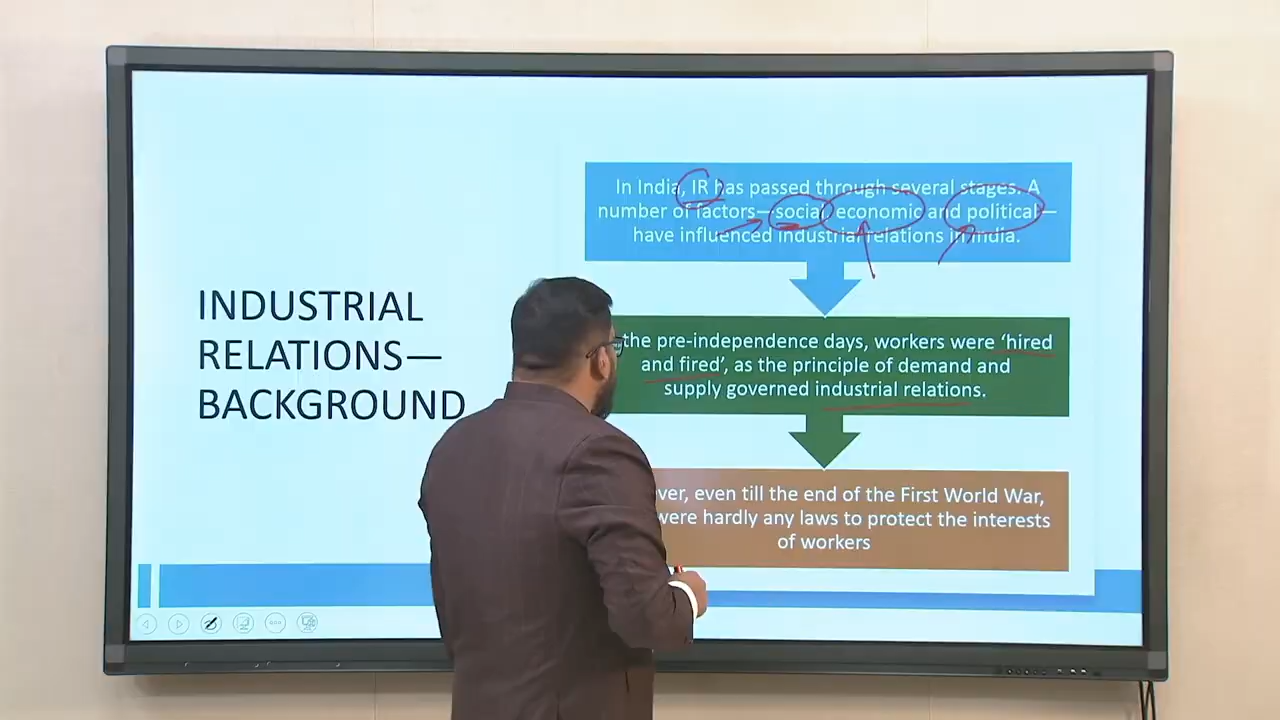 INDUSTRIAL
RELATIONS—
BACKGROUND
In India, IR has passed through several stages. A
number of factors—social economic and political—
have influenced industrial relations in India.
the pre-independence days, workers were ‘hired
and fired’, as the principle of demand and
supply governed industrial relations.
even till the end of the First World War,
were hardly any laws to protect the interests
of workers